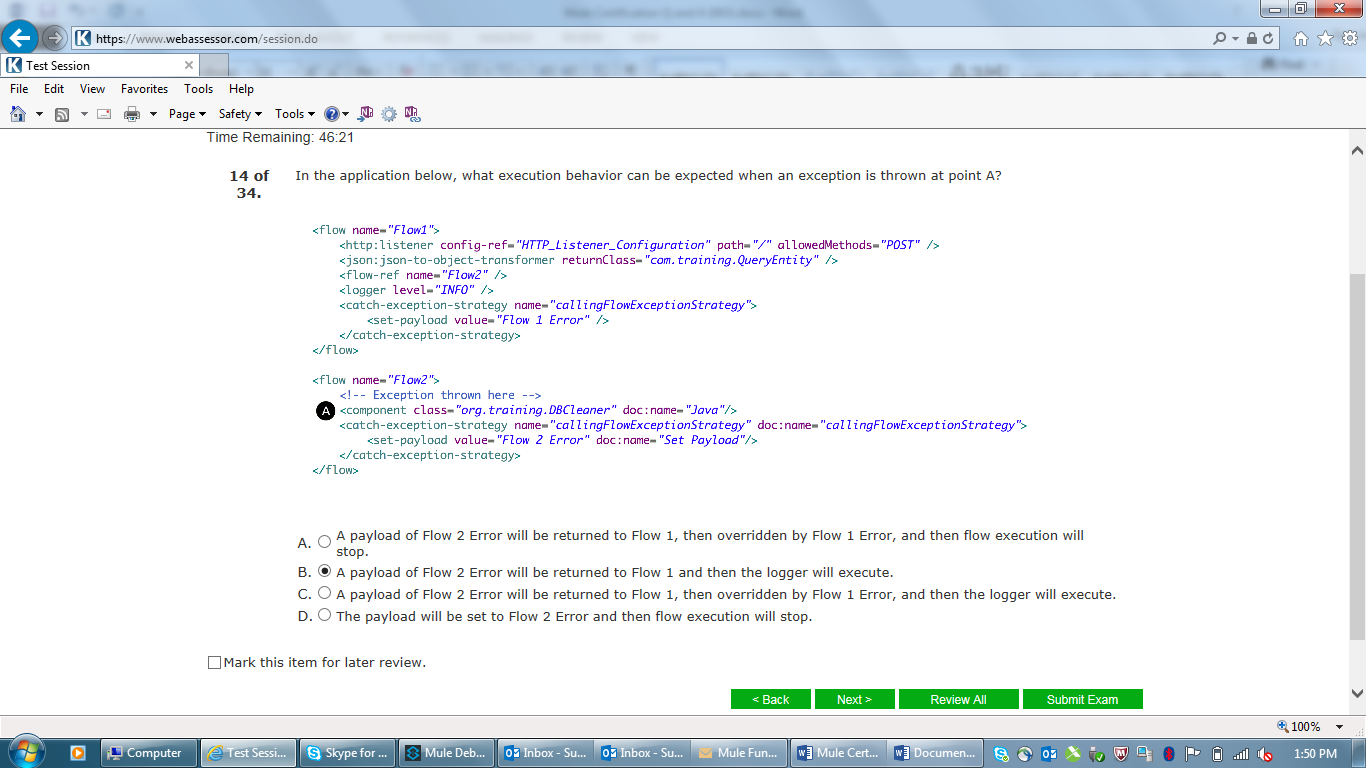 https://www.webassessor.com/session.do
Test Session
File Edit View Favorites Tools Help
Page Safety Tools
Time Remaining: 46:21
14 of 34.
In the application below, what execution behavior can be expected when an exception is thrown at point A?
<flow name="Flow1">
<http:listener config-ref="HTTP_Listener_Configuration" path="/" allowedMethods="POST" />
<json:json-to-object-transformer returnClass="com.training.QueryEntity" />
<flow-ref name="Flow2" />
<logger level="INFO" />
<catch-exception-strategy name="callingFlowExceptionStrategy">
<set-payload value="Flow 1 Error" />
</catch-exception-strategy>
</flow>
<flow name="Flow2">
<!-- Exception thrown here -->
A <component class="org.training.DBCleaner" doc:name="Java"/>
<catch-exception-strategy name="callingFlowExceptionStrategy" doc:name="callingFlowExceptionStrategy">
<set-payload value="Flow 2 Error" doc:name="Set Payload"/>
</catch-exception-strategy>
</flow>
A. A payload of Flow 2 Error will be returned to Flow 1, then overridden by Flow 1 Error, and then flow execution will
stop.
B. A payload of Flow 2 Error will be returned to Flow 1 and then the logger will execute.
C. A payload of Flow 2 Error will be returned to Flow 1, then overridden by Flow 1 Error, and then the logger will execute.
D. The payload will be set to Flow 2 Error and then flow execution will stop.
Mark this item for later review.
< Back Next > Review All Submit Exam
100%
Computer Test Sessi... Skype for ... Mule Deb... Inbox - Su... Inbox - Su... Mule Fun... Mule Cert... Documen... 1:50 PM